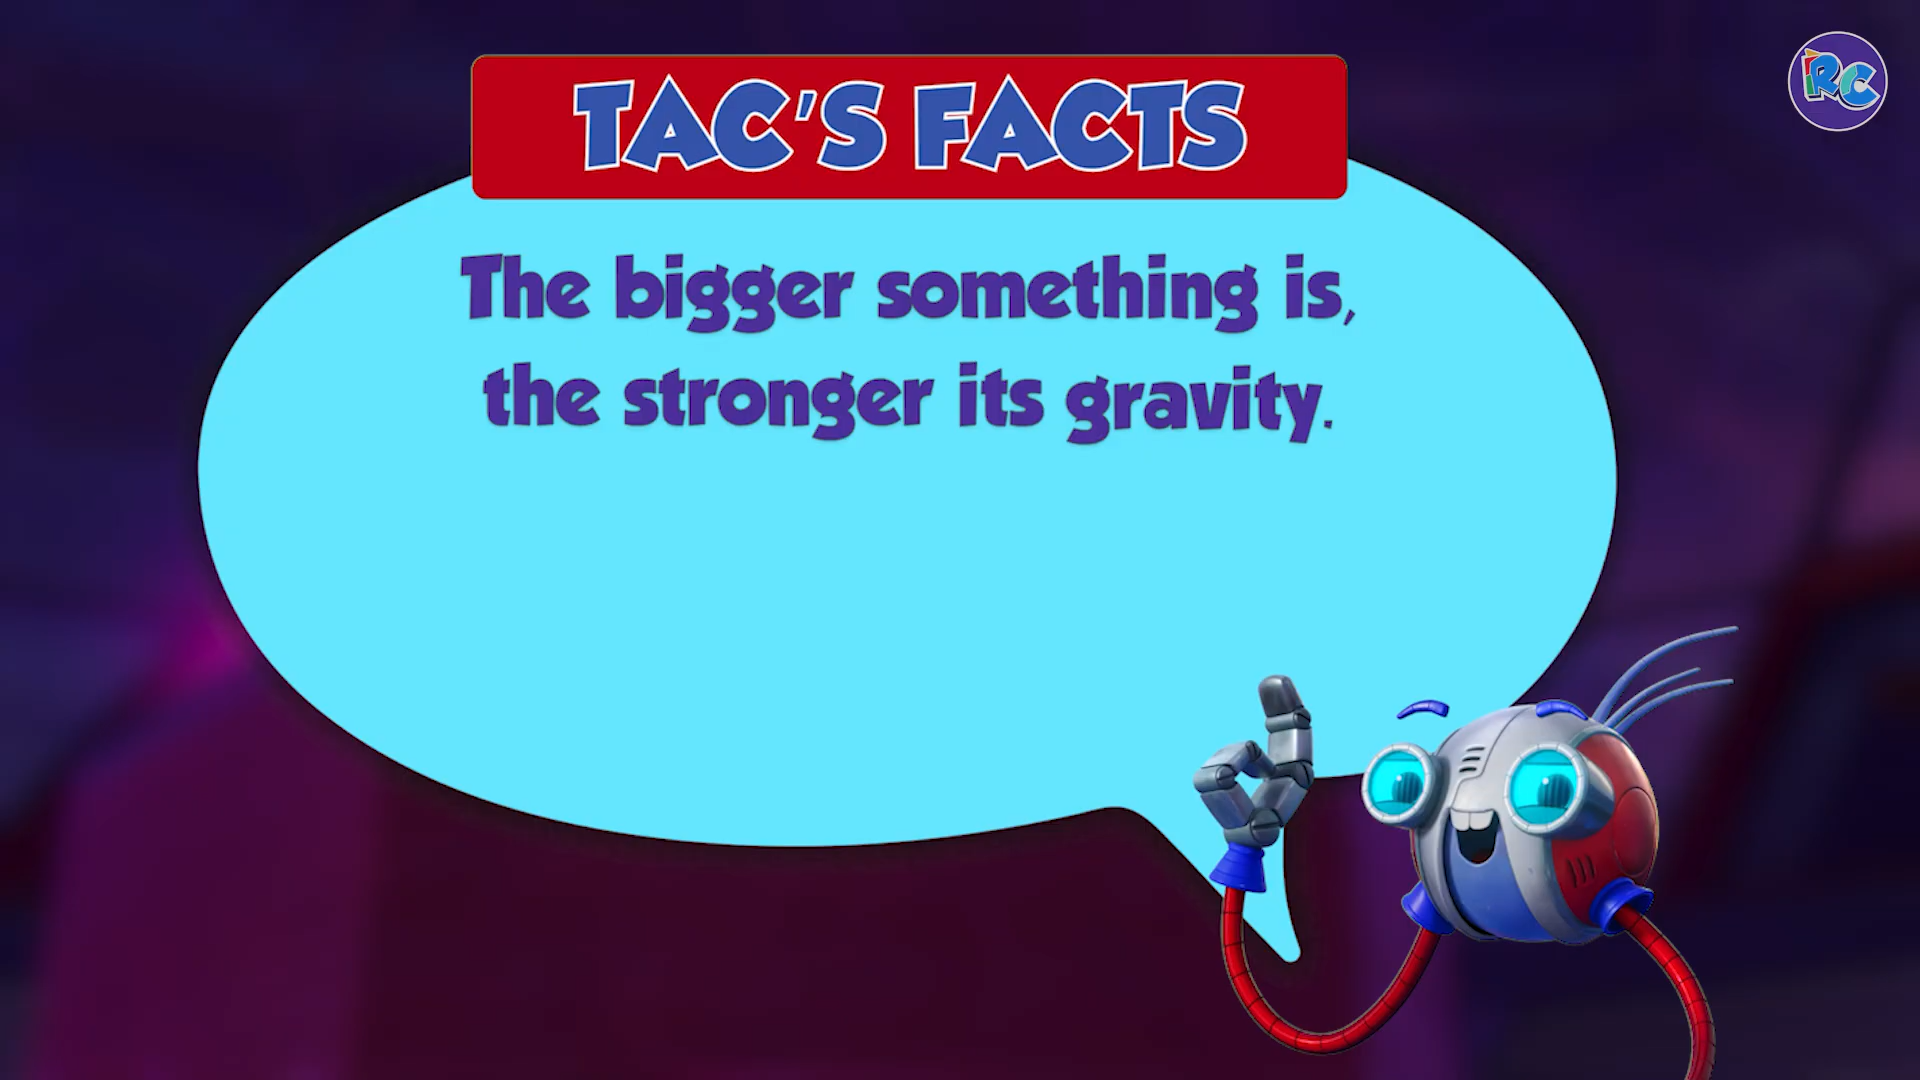 RC
TAC'S FACTS
The bigger something is,
the stronger its gravity.